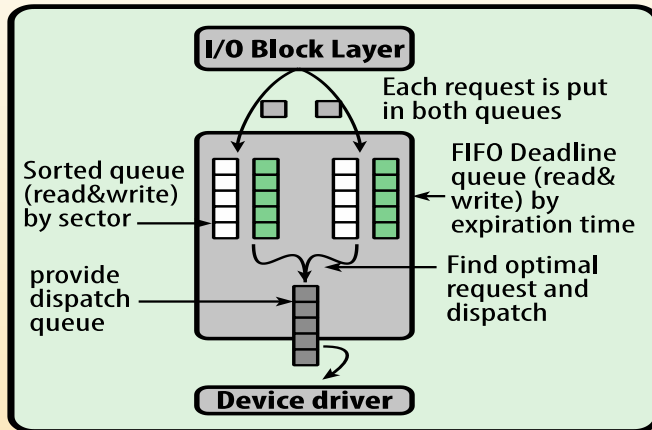 I/O Block Layer
Each request is put
in both queues
Sorted queue
(read&write)
by sector
FIFO Deadline
queue (read&
write) by
expiration time
provide
dispatch
queue
Find optimal
request and
dispatch
Device driver